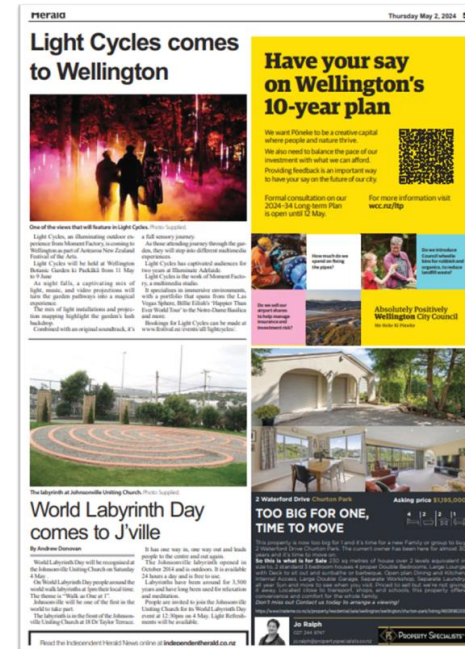 Herald
Thursday May 2, 2024
Light Cycles comes
to Wellington
One of the views that will feature in Light Cycles. Photo: Supplied.
Light Cycles, an illuminating outdoor ex-
perience from Moment Factory, is coming to
Wellington as part of Aotearoa New Zealand
Festival of the Arts.
Light Cycles will be held at Wellington
Botanic Garden ki Paekākā from 11 May
to 9 June
As night falls, a captivating mix of
light, music, and video projections will
turn the garden pathways into a magical
experience.
The mix of light installations and projec-
tion mapping highlight the garden's lush
backdrop.
Combined with an original soundtrack, it's
a full sensory journey.
As those attending journey through the gar-
den, they will step into different multimedia
experiences.
Light Cycles has captivated audiences for
two years at Illuminate Adelaide.
Light Cycles is the work of Moment Facto-
ry, a multimedia studio.
It specialises in immersive environments,
with a portfolio that spans from the Las
Vegas Sphere, Billie Eilish's 'Happier Than
Ever World Tour' to the Notre-Dame Basilica
and more.
Bookings for Light Cycles can be made at
www.festival.nz/events/all/lightcycles/
Have your say
on Wellington's
10-year plan
We want Pōneke to be a creative capital
where people and nature thrive.
We also need to balance the pace of our
investment with what we can afford.
Providing feedback is an important way
to have your say on the future of our city.
Formal consultation on our
2024-34 Long-term Plan
is open until 12 May.
For more information visit
wcc.nz/ltp
How much do we
spend on fixing
the pipes?
Do we introduce
Council wheelie
bins for rubbish and
organics, to reduce
landfill waste?
Do we sell our
airport shares
to help manage
insurance and
investment risk?
Absolutely Positively
Wellington City Council
Me Heke Ki Pōneke
The labyrinth at Johnsonville Uniting Church. Photo: Supplied.
World Labyrinth Day
comes to J'ville
By Andrew Donovan
World Labyrinth Day will be recognised at
the Johnsonville Uniting Church on Saturday
4 May.
On World Labyrinth Day people around the
world walk labyrinths at 1pm their local time.
The theme is "Walk as One at 1".
Johnsonville will be one of the first in the
world to take part.
The labyrinth is in the front of the Johnson-
ville Uniting Church at 18 Dr Taylor Terrace.
It has one way in, one way out and leads
people to the centre and out again.
The Johnsonville labyrinth opened in
October 2014 and is outdoors. It is available
24 hours a day and is free to use.
Labyrinths have been around for 3,500
years and have long been used for relaxation
and meditation.
People are invited to join the Johnsonville
Uniting Church for its World Labyrinth Day
event at 12.30pm on 4 May. Light Refresh-
ments will be available.
Read the Independent Herald News online at independentherald.co.nz
2 Waterford Drive Churton Park
Asking price $1,195,000
TOO BIG FOR ONE,
TIME TO MOVE
4 2 2 1
Don't miss out! Contact us today to arrange a viewing!
Jo Ralph
PROPERTY SPECIALISTS